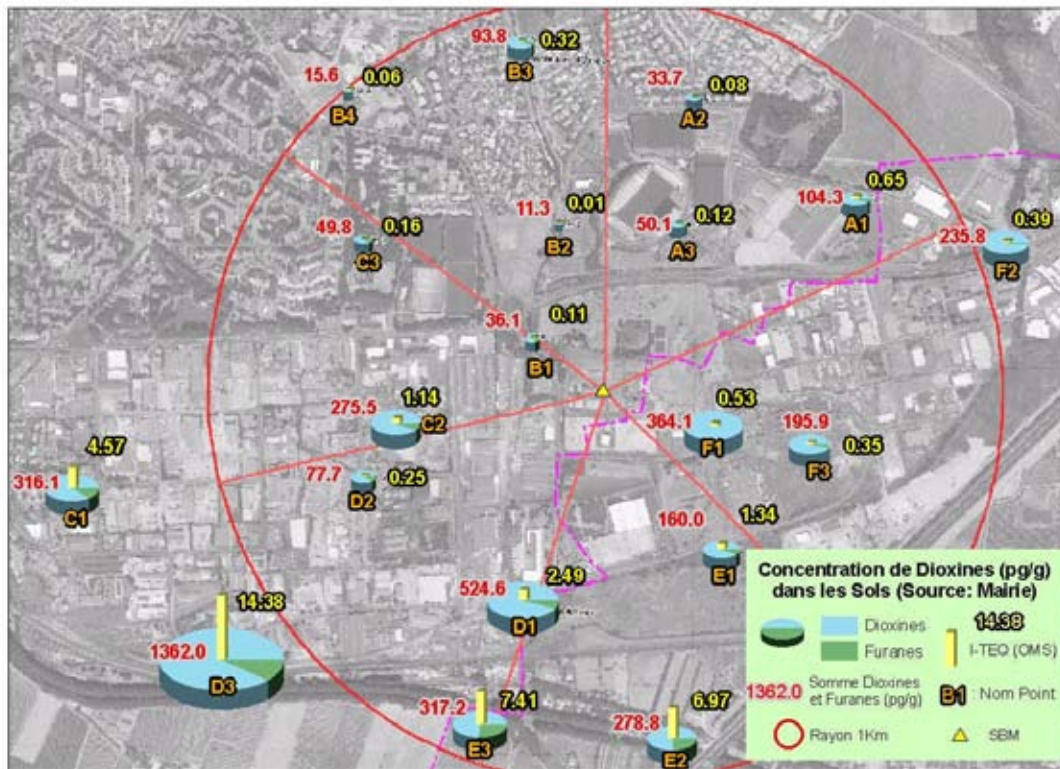 93.8 0.32
B3
15.6 0.06
B4
33.7 0.08
A2
104.3 0.65
A1
11.3 0.01
B2
50.1 0.12
A3
49.8 0.16
C3
235.8 0.39
F2
36.1 0.11
B1
275.5 1.14
C2
364.1 0.53
F1
195.9 0.35
F3
4.57
316.1
C1
77.7 0.25
D2
160.0 1.34
E1
524.6 2.49
D1
14.38
1362.0
D3
317.2 7.41
E3
278.8 6.97
E2
Concentration de Dioxines (pg/g)
dans les Sols (Source: Mairie)
Dioxines
Furanes
14.38
I-TEQ (OMS)
1362.0 Somme Dioxines
et Furanes (pg/g)
B1 : Nom Point
Rayon 1Km
SBM